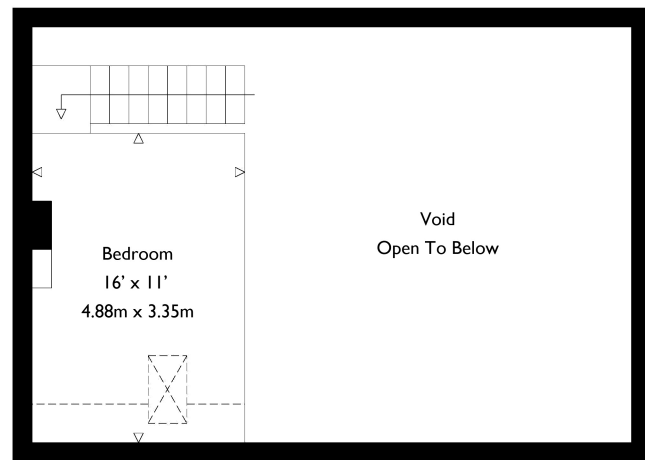 Void
Open To Below
Bedroom
16' x 11'
4.88m x 3.35m